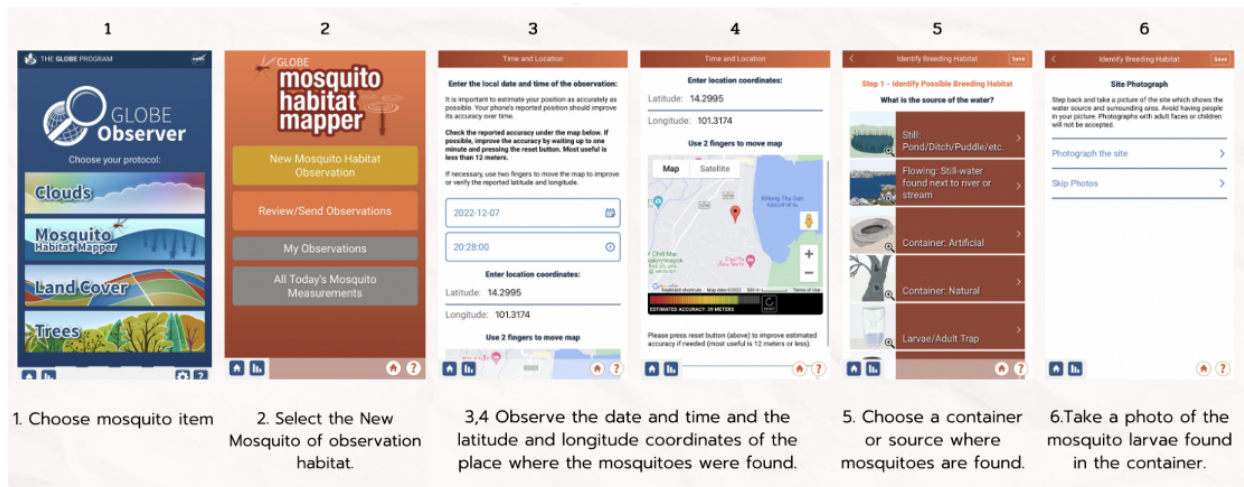 1
2
3
4
5
6
THE GLOBE PROGRAM
GLOBE
Observer
Choose your protocol:
Clouds
Mosquito
Habitat Mapper
Land Cover
Trees
GLOBE
mosquito
habitat
mapper
New Mosquito Habitat
Observation
Review/Send Observations
My Observations
All Today's Mosquito
Measurements
Time and Location
Enter the local date and time of the observation:
It is important to estimate your position as accurately as
possible. Your phone's reported position should improve
its accuracy over time.
Check the reported accuracy under the map below. If
possible, improve the accuracy by waiting up to one
minute and pressing the reset button. Most useful is
less than 12 meters.
If necessary, use two fingers to move the map to improve
or verify the reported latitude and longitude.
2022-12-07
20:28:00
Enter location coordinates:
Latitude: 14.2995
Longitude: 101.3174
Use 2 fingers to move map
Time and Location
Enter location coordinates:
Latitude: 14.2995
Longitude: 101.3174
Use 2 fingers to move map
Map Satellite
Khlong Tha Dan
Chill Map
Google
Keyboard shortcuts Map data ©2022 500 m Terms of Use
ESTIMATED ACCURACY: 39 METERS
Please press reset button (above) to improve estimated
accuracy if needed (most useful is 12 meters or less).
Identify Breeding Habitat
Save
Step 1 - Identify Possible Breeding Habitat
What is the source of the water?
Still:
Pond/Ditch/Puddle/etc.
Flowing: Still-water
found next to river or
stream
Container: Artificial
Container: Natural
Larvae/Adult Trap
Identify Breeding Habitat
Save
Site Photograph
Step back and take a picture of the site which shows the
water source and surrounding area. Avoid having people
in your picture. Photographs with adult faces or children
will not be accepted.
Photograph the site
Skip Photos
1. Choose mosquito item
2. Select the New
Mosquito of observation
habitat.
3,4 Observe the date and time and the
latitude and longitude coordinates of the
place where the mosquitoes were found.
5. Choose a container
or source where
mosquitoes are found.
6.Take a photo of the
mosquito larvae found
in the container.